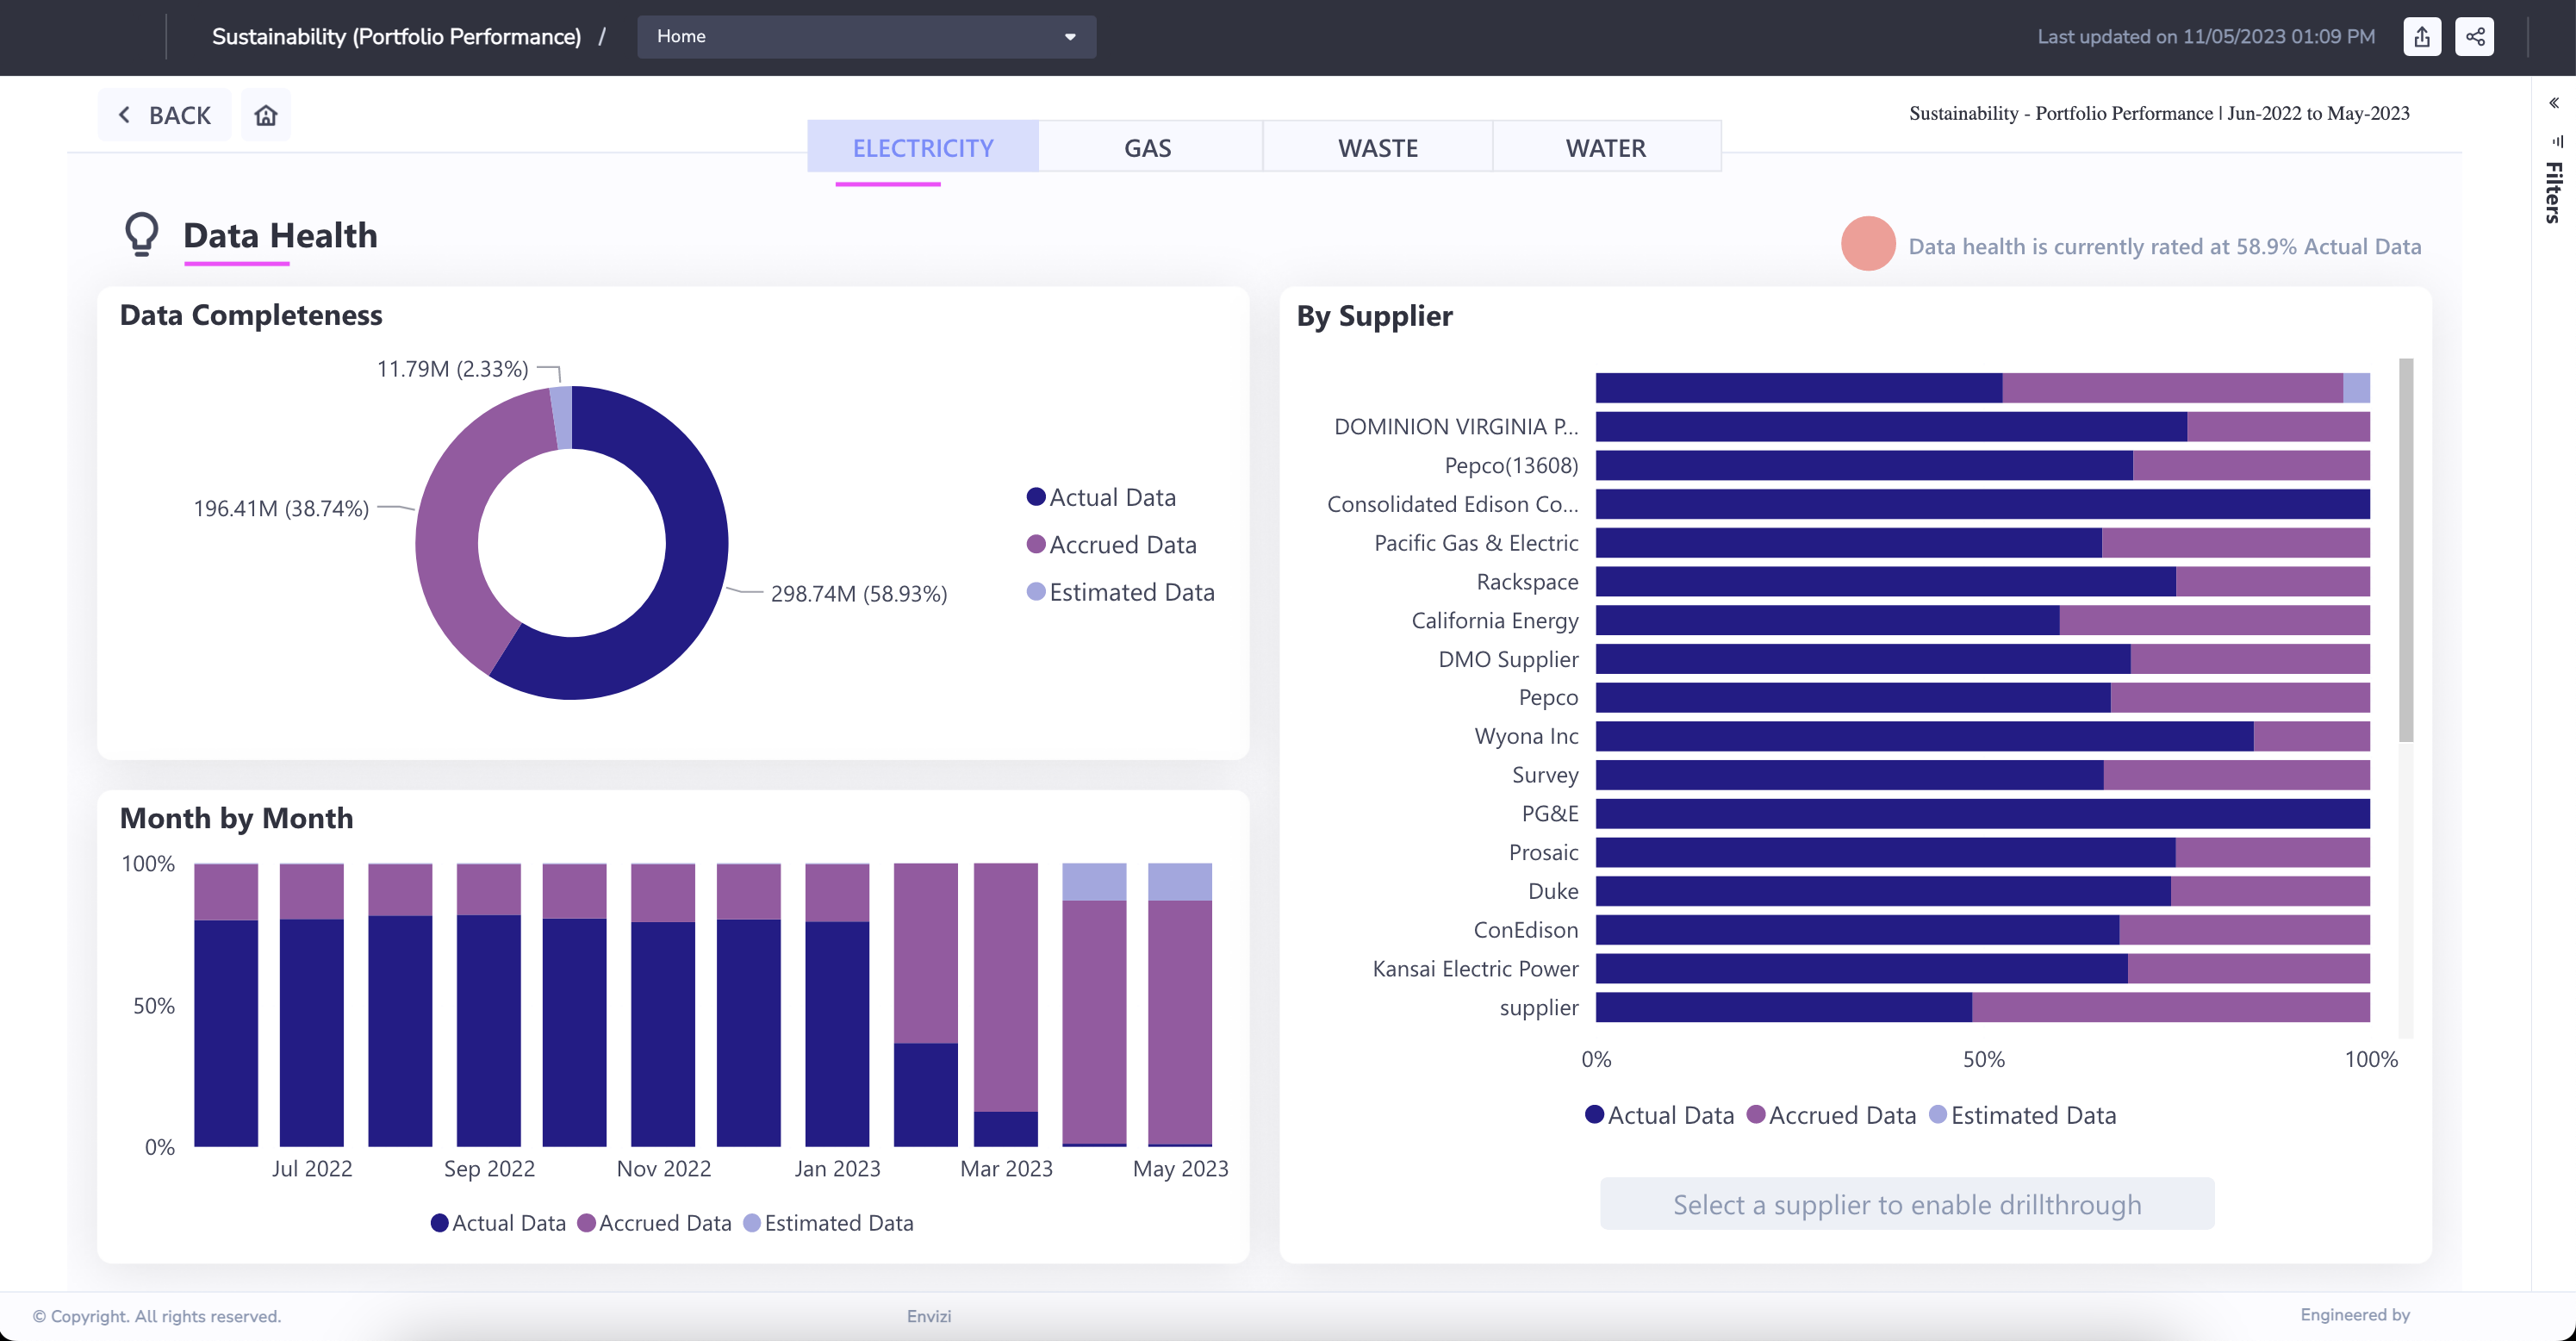 Sustainability (Portfolio Performance) / Home
Last updated on 11/05/2023 01:09 PM
BACK
ELECTRICITY GAS WASTE WATER
Sustainability - Portfolio Performance | Jun-2022 to May-2023
Filters
Data Health
Data health is currently rated at 58.9% Actual Data
Data Completeness
11.79M (2.33%)
196.41M (38.74%)
298.74M (58.93%)
Actual Data
Accrued Data
Estimated Data
Month by Month
100%
50%
0%
Jul 2022 Sep 2022 Nov 2022 Jan 2023 Mar 2023 May 2023
Actual Data Accrued Data Estimated Data
By Supplier
DOMINION VIRGINIA P...
Pepco(13608)
Consolidated Edison Co...
Pacific Gas & Electric
Rackspace
California Energy
DMO Supplier
Pepco
Wyona Inc
Survey
PG&E
Prosaic
Duke
ConEdison
Kansai Electric Power
supplier
0% 50% 100%
Actual Data Accrued Data Estimated Data
Select a supplier to enable drillthrough
© Copyright. All rights reserved.
Envizi
Engineered by